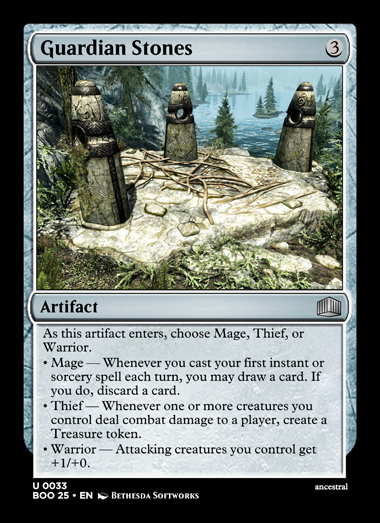 Guardian Stones 3
Artifact
As this artifact enters, choose Mage, Thief, or
Warrior.
• Mage — Whenever you cast your first instant or
sorcery spell each turn, you may draw a card. If
you do, discard a card.
• Thief — Whenever one or more creatures you
control deal combat damage to a player, create a
Treasure token.
• Warrior — Attacking creatures you control get
+1/+0.
U 0033
BOO 25 • EN Bethesda Softworks
ancestral